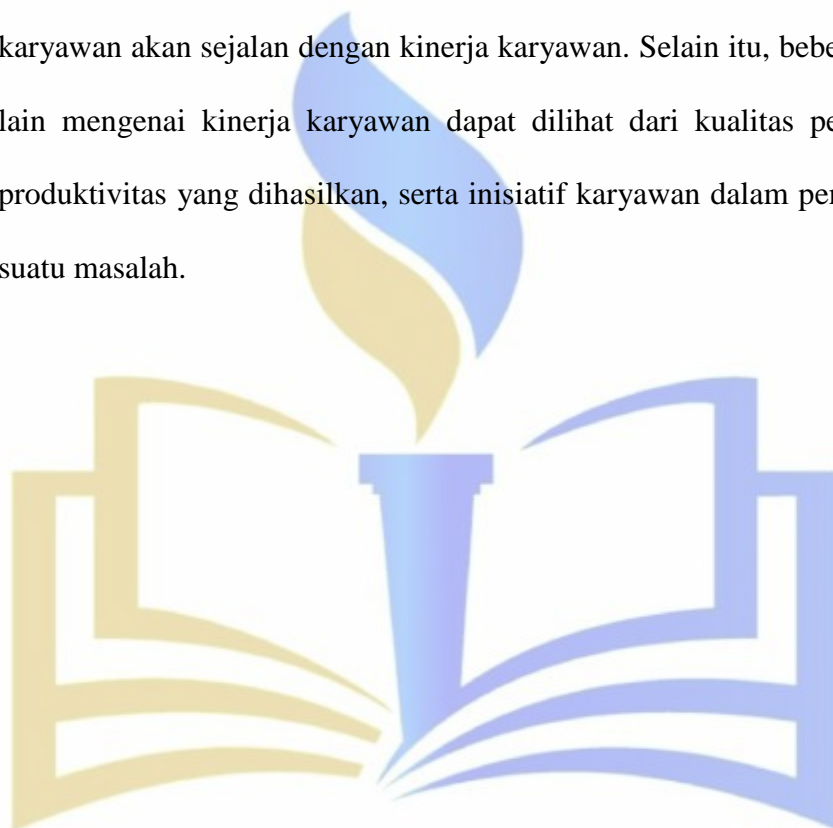 karyawan akan sejalan dengan kinerja karyawan. Selain itu, bebe
lain mengenai kinerja karyawan dapat dilihat dari kualitas pe
produktivitas yang dihasilkan, serta inisiatif karyawan dalam per
suatu masalah.